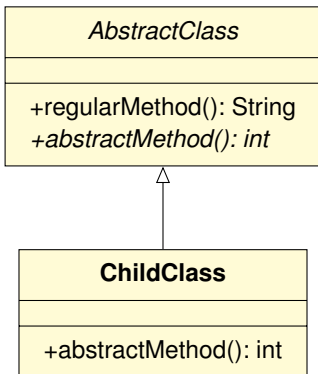 AbstractClass
+regularMethod(): String
+abstractMethod(): int
ChildClass
+abstractMethod(): int